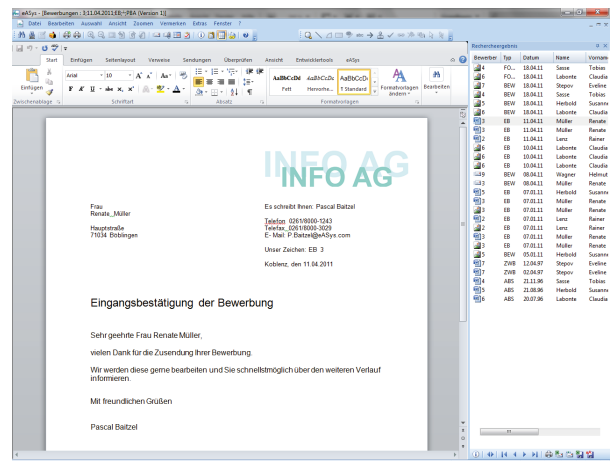 eASys - [Bewerbungen : 3;11.04.2011;EB;*;PBA (Version 1)]
Datei Bearbeiten Auswahl Ansicht Zoomen Vermerken Extras Fenster ?
Start Einfügen Seitenlayout Verweise Sendungen Überprüfen Ansicht Entwicklertools eASys
Arial 10
Einfügen
F K U abc
AaBbCcDd AaBbCcDd AaBbCcDc
Fett Hervorhe... ¶ Standard
Formatvorlagen ändern
Bearbeiten
Zwischenablage Schriftart Absatz Formatvorlagen
INFO AG
INFO AG
Frau
Renate_Müller
Hauptstraße
71034 Böblingen
Es schreibt Ihnen: Pascal Baitzel
Telefon 0261/8000-1243
Telefax_0261/8000-3029
E- Mail: P.Baitzel@eASys.com
Unser Zeichen: EB 3
Koblenz, den 11.04.2011
Eingangsbestätigung der Bewerbung
Sehr geehrte Frau Renate Müller,
vielen Dank für die Zusendung Ihrer Bewerbung.
Wir werden diese gerne bearbeiten und Sie schnellstmöglich über den weiteren Verlauf
informieren.
Mit freundlichen Grüßen
Pascal Baitzel
Rechercheergebnis
Bewerber Typ Datum Name Vornam
4 FO... 18.04.11 Sasse Tobias
6 FO... 18.04.11 Labonte Claudia
7 BEW 18.04.11 Stepov Eveline
4 BEW 18.04.11 Sasse Tobias
5 BEW 18.04.11 Herbold Susann
6 BEW 18.04.11 Labonte Claudia
3 EB 11.04.11 Müller Renate
3 EB 11.04.11 Müller Renate
2 EB 11.04.11 Lenz Rainer
6 EB 10.04.11 Labonte Claudia
6 EB 10.04.11 Labonte Claudia
6 EB 10.04.11 Labonte Claudia
9 BEW 08.04.11 Wagner Helmut
3 BEW 08.04.11 Müller Renate
5 EB 07.01.11 Herbold Susann
3 EB 07.01.11 Müller Renate
3 EB 07.01.11 Müller Renate
2 EB 07.01.11 Lenz Rainer
2 EB 07.01.11 Lenz Rainer
3 EB 07.01.11 Müller Renate
3 EB 07.01.11 Müller Renate
5 BEW 05.01.11 Herbold Susann
7 ZWB 12.04.97 Stepov Eveline
7 ZWB 02.04.97 Stepov Eveline
4 ABS 21.11.96 Sasse Tobias
5 ABS 21.08.96 Herbold Susann
6 ABS 20.07.96 Labonte Claudia